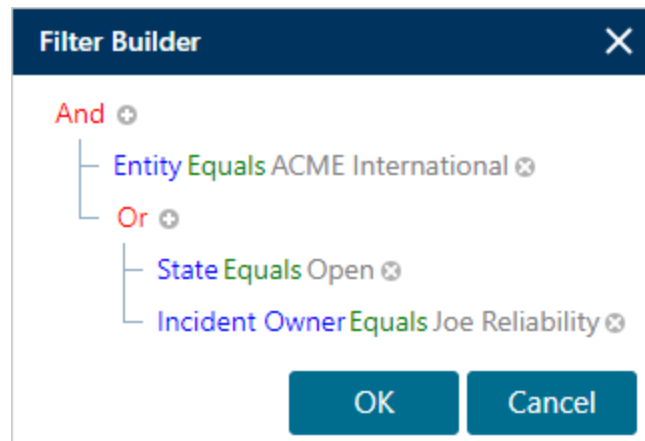 Filter Builder
And
Entity Equals ACME International
Or
State Equals Open
Incident Owner Equals Joe Reliability
OK Cancel